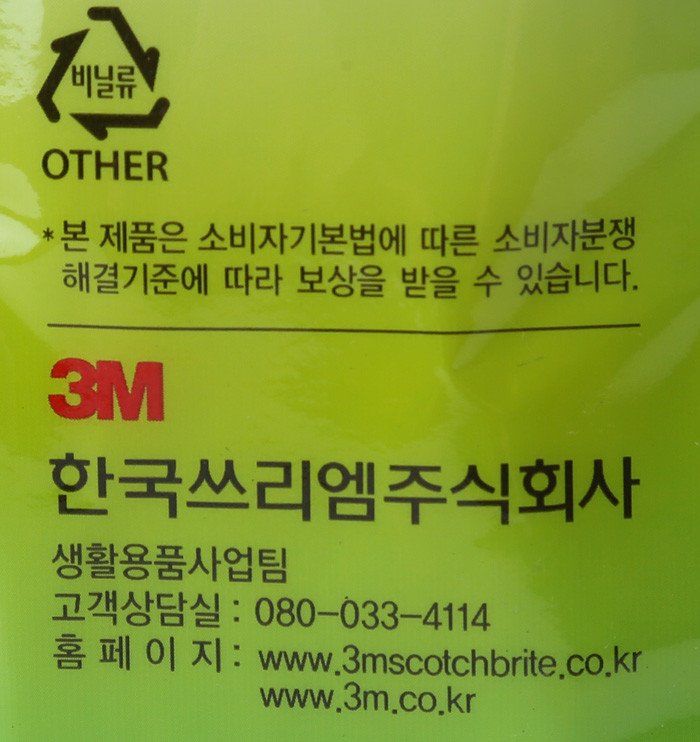 비닐류
OTHER
*본 제품은 소비자기본법에 따른 소비자분쟁
해결기준에 따라 보상을 받을 수 있습니다.
3M
한국쓰리엠주식회사
생활용품사업팀
고객상담실 : 080-033-4114
홈페이지 : www.3mscotchbrite.co.kr
www.3m.co.kr